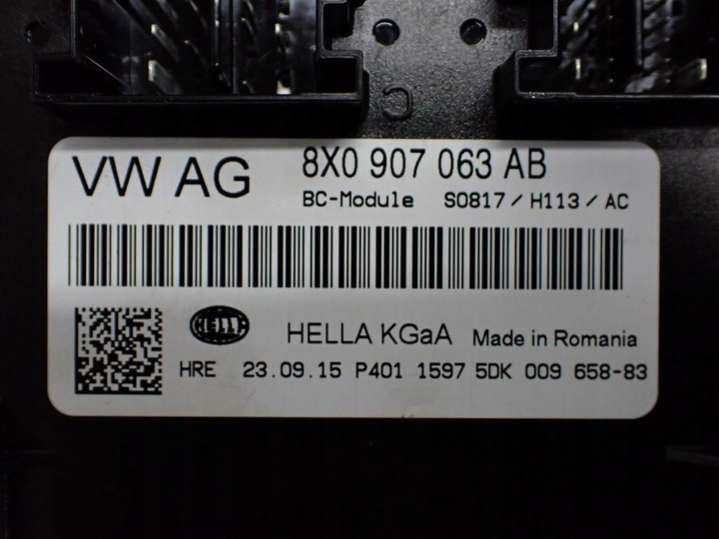 C
VW AG 8X0 907 063 AB
BC-Module S0817 / H113 / AC
HELLA HELLA KGaA Made in Romania
HRE 23.09.15 P401 1597 5DK 009 658-83